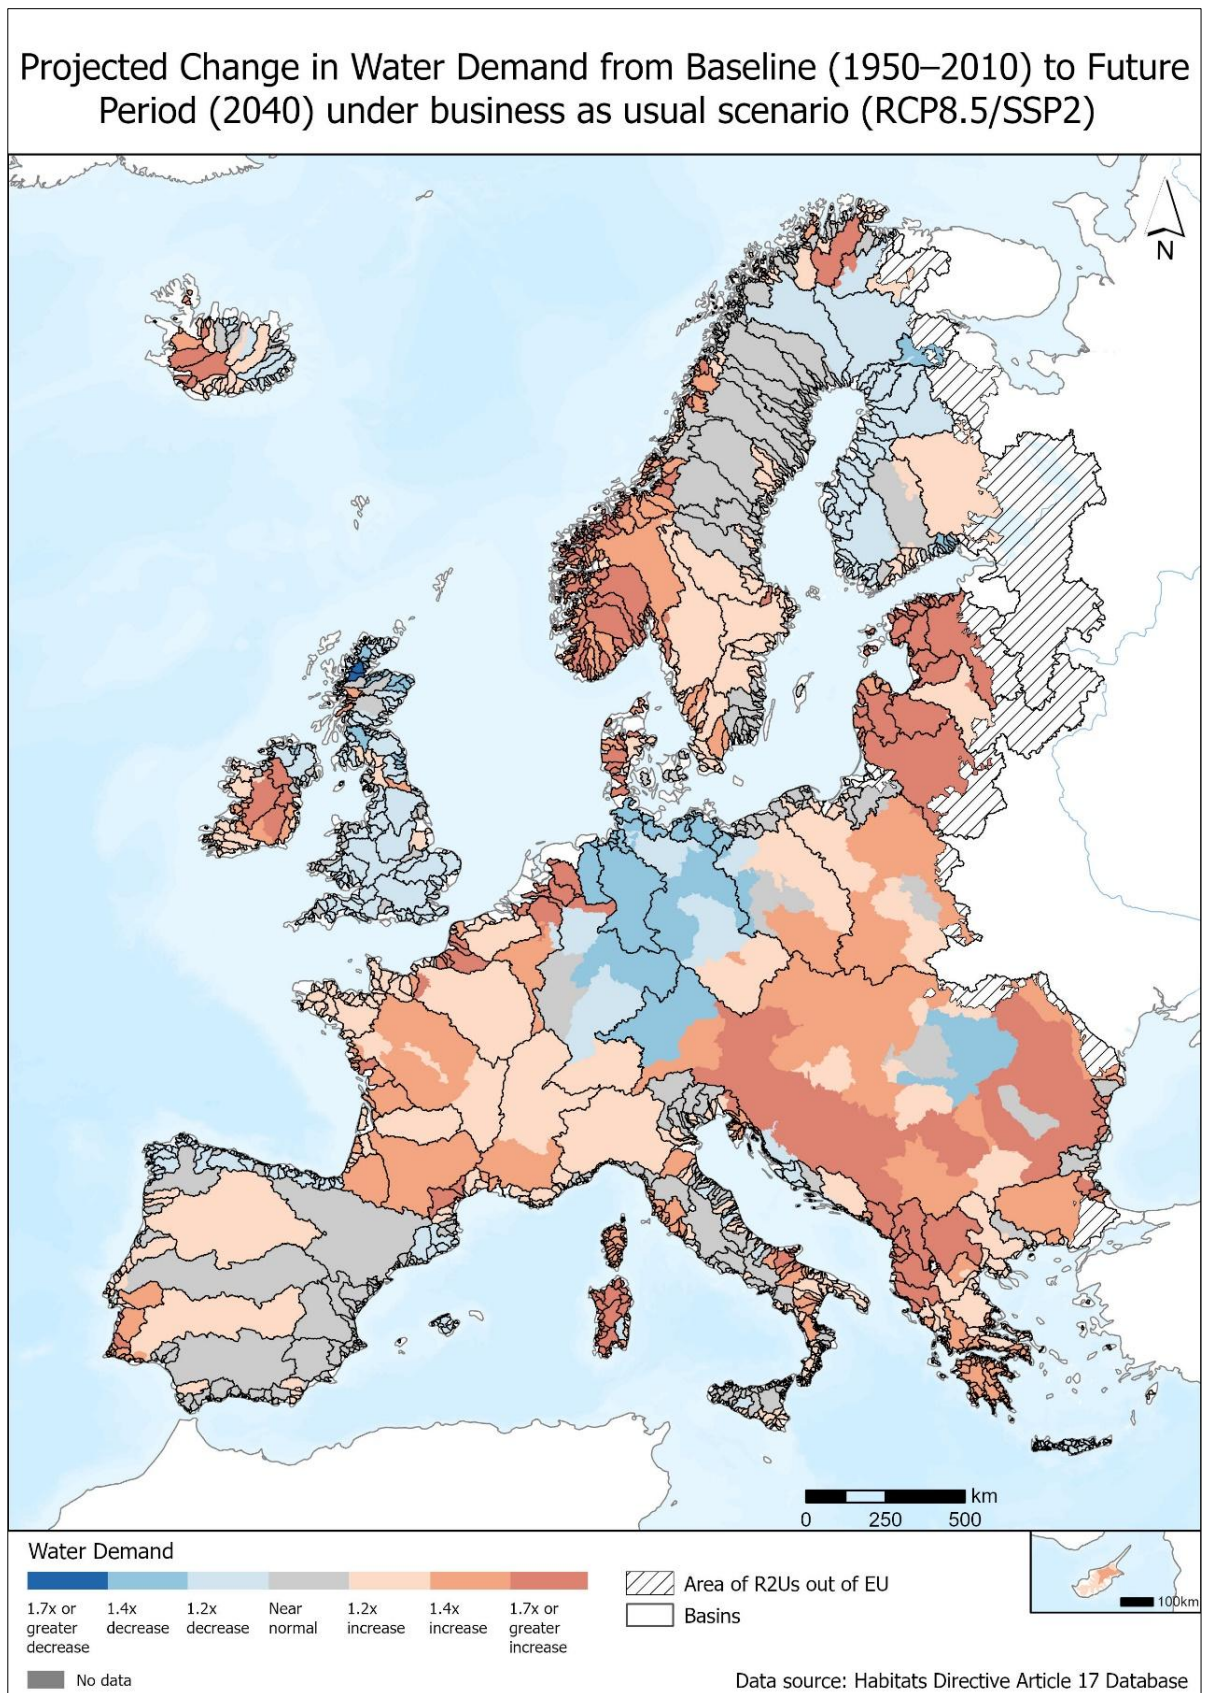 Projected Change in Water Demand from Baseline (1950–2010) to Future
Period (2040) under business as usual scenario (RCP8.5/SSP2)
N
km
0 250 500
Water Demand
1.7x or
greater
decrease
1.4x
decrease
1.2x
decrease
Near
normal
1.2x
increase
1.4x
increase
1.7x or
greater
increase
No data
Area of R2Us out of EU
Basins
100km
Data source: Habitats Directive Article 17 Database